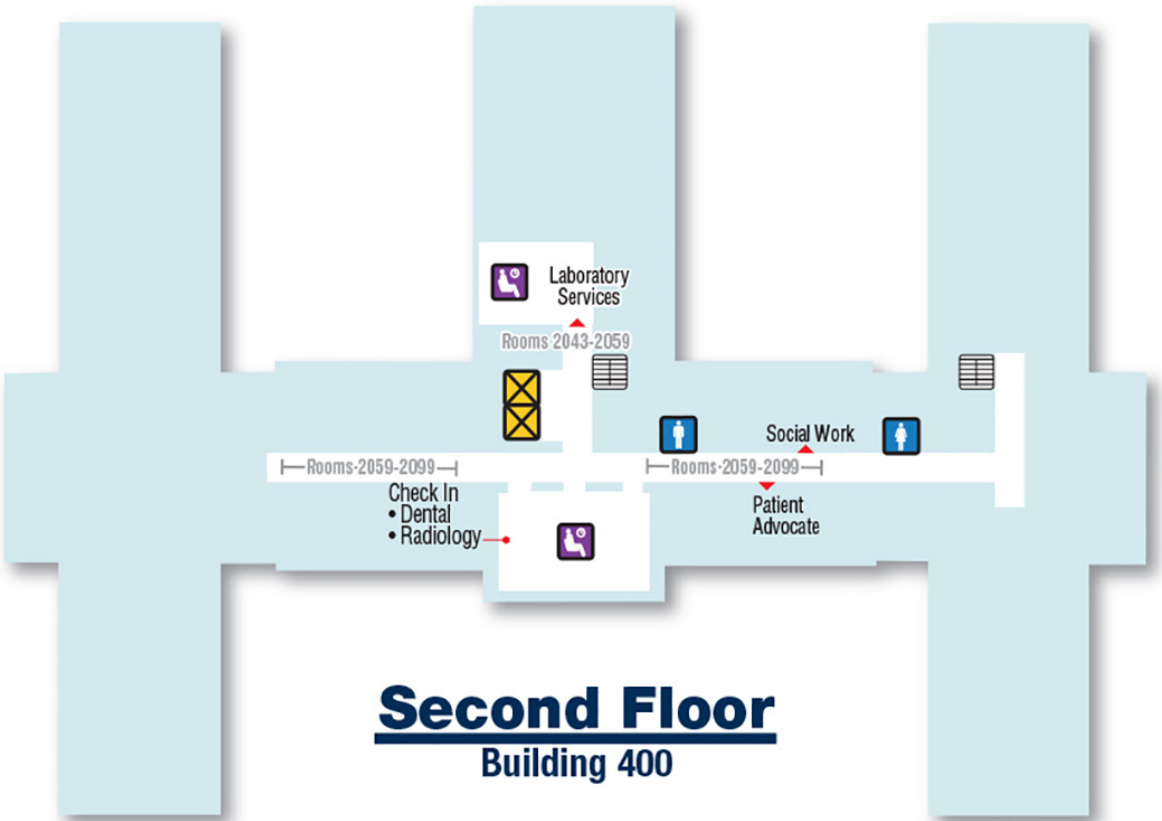 Laboratory
Services
Rooms 2043-2059
Social Work
Rooms·2059-2099
Rooms·2059-2099
Check In
• Dental
• Radiology
Patient
Advocate
Second Floor
Building 400